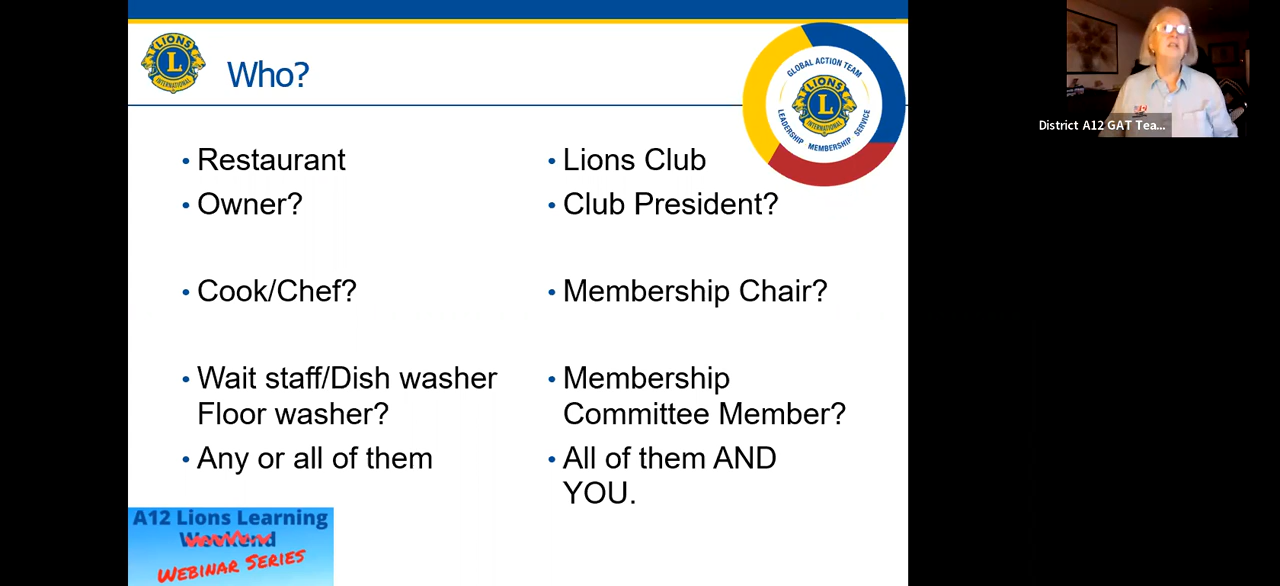 LIONS
L
INTERNATIONAL
Who?
GLOBAL ACTION TEAM
LIONS
L
INTERNATIONAL
LEADERSHIP MEMBERSHIP SERVICE
• Restaurant
• Owner?
• Cook/Chef?
• Wait staff/Dish washer
Floor washer?
• Any or all of them
• Lions Club
• Club President?
• Membership Chair?
• Membership
Committee Member?
• All of them AND
YOU.
A12 Lions Learning
Weekend
WEBINAR SERIES
District A12 GAT Tea...